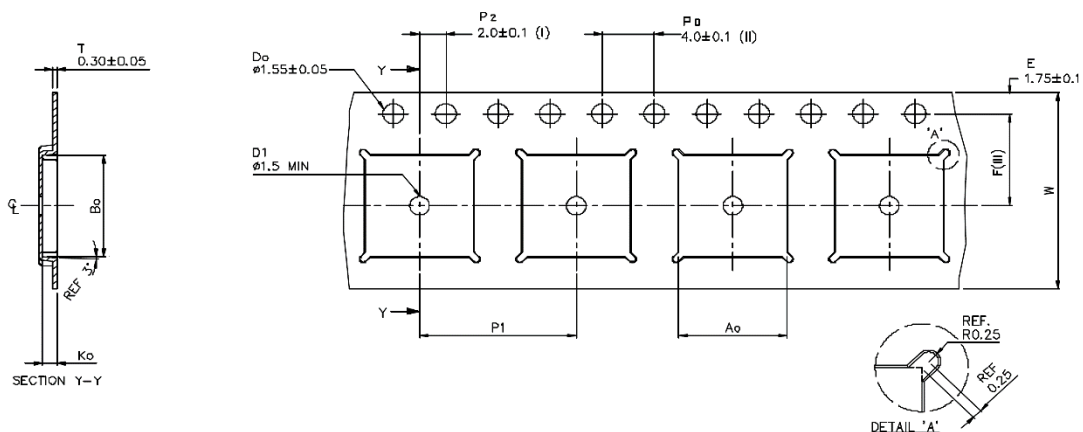 T
0.30±0.05
Bo
REF 3°
Ko
SECTION Y-Y
P2
2.0±0.1 (I)
Po
4.0±0.1 (II)
Do
ø1.55±0.05
Y
E
1.75±0.1
'A'
D1
ø1.5 MIN
F(III)
W
Y
P1
Ao
REF.
R0.25
REF
0.25
DETAIL 'A'